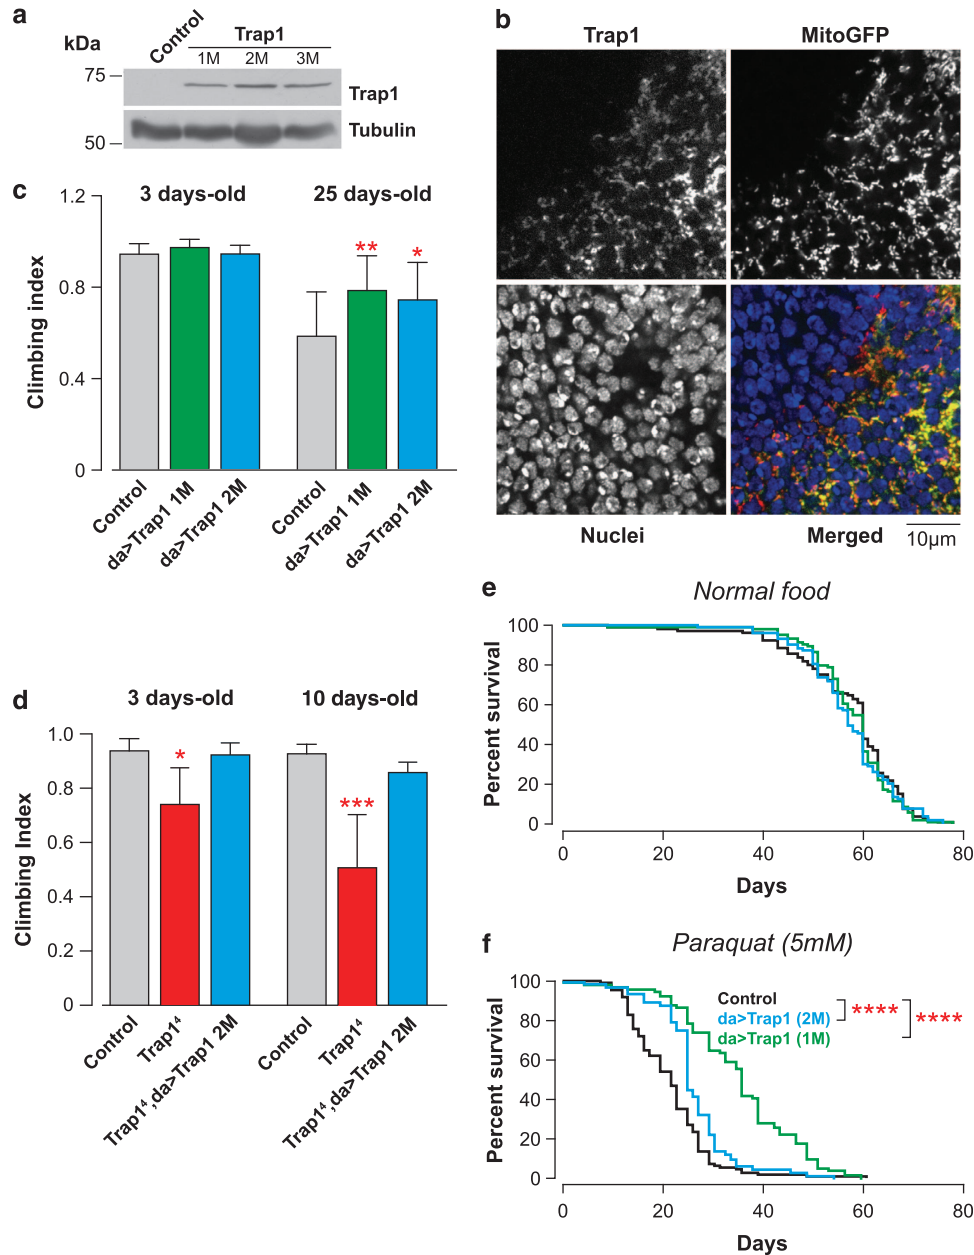 a
kDa
Control
Trap1
1M 2M 3M
75
Trap1
Tubulin
50
b
Trap1 MitoGFP
Nuclei Merged
10µm
c
3 days-old 25 days-old
Climbing index
1.2
0.8
0.4
0
Control
da>Trap1 1M
da>Trap1 2M
Control
da>Trap1 1M
da>Trap1 2M
**
*
d
3 days-old 10 days-old
Climbing Index
1.0
0.8
0.6
0.4
0.2
0
*
***
Control
Trap1⁴
Trap1⁴,da>Trap1 2M
Control
Trap1⁴
Trap1⁴,da>Trap1 2M
e
Normal food
Percent survival
100
80
60
40
20
0
0 20 40 60 80
Days
f
Paraquat (5mM)
Percent survival
100
80
60
40
20
0
Control
da>Trap1 (2M)
da>Trap1 (1M)
****
****
0 20 40 60 80
Days